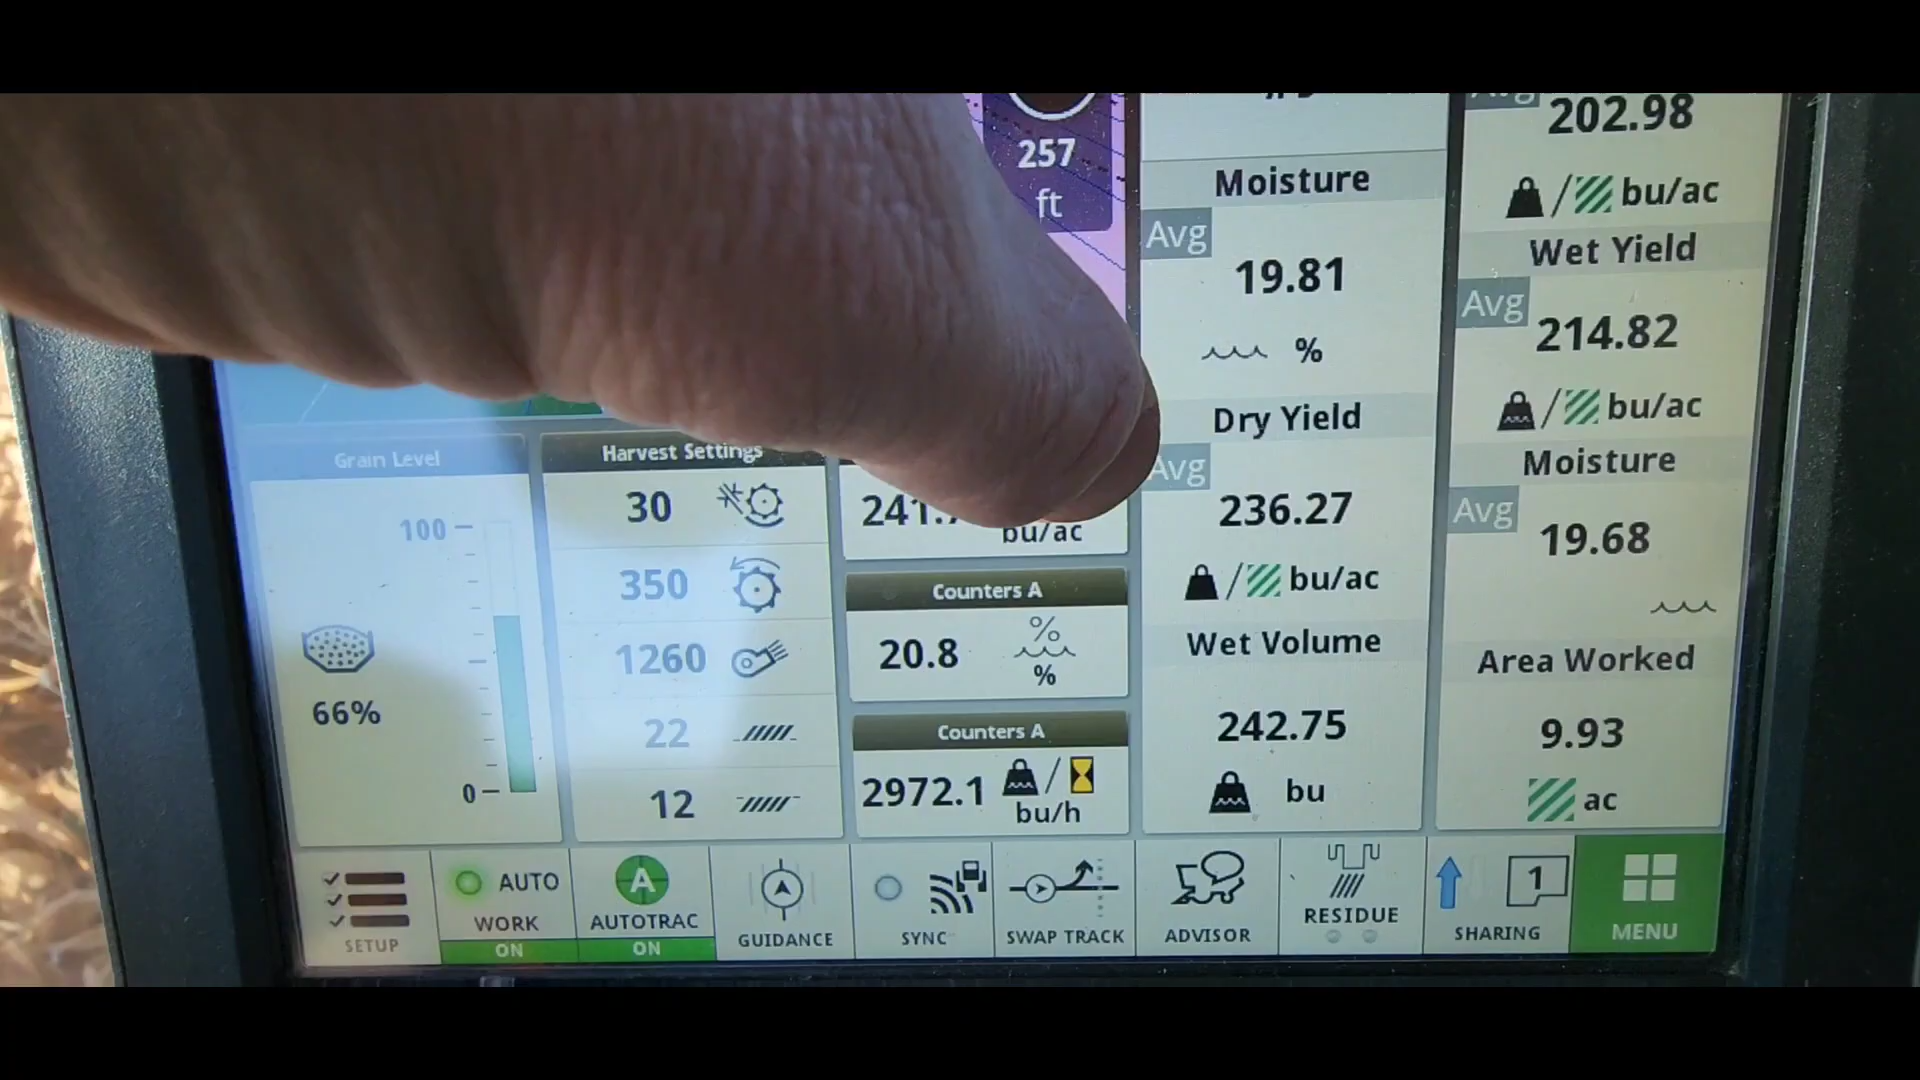 257
ft
Moisture
Avg
19.81
%
Dry Yield
Avg
236.27
bu/ac
Wet Volume
242.75
bu
202.98
bu/ac
Wet Yield
Avg
214.82
bu/ac
Moisture
Avg
19.68
Area Worked
9.93
ac
Grain Level
100
66%
0
Harvest Settings
30
350
1260
22
12
bu/ac
Counters A
20.8
%
%
Counters A
2972.1
bu/h
SETUP
AUTO
WORK
ON
A
AUTOTRAC
ON
GUIDANCE
SYNC
SWAP TRACK
ADVISOR
RESIDUE
1
SHARING
MENU